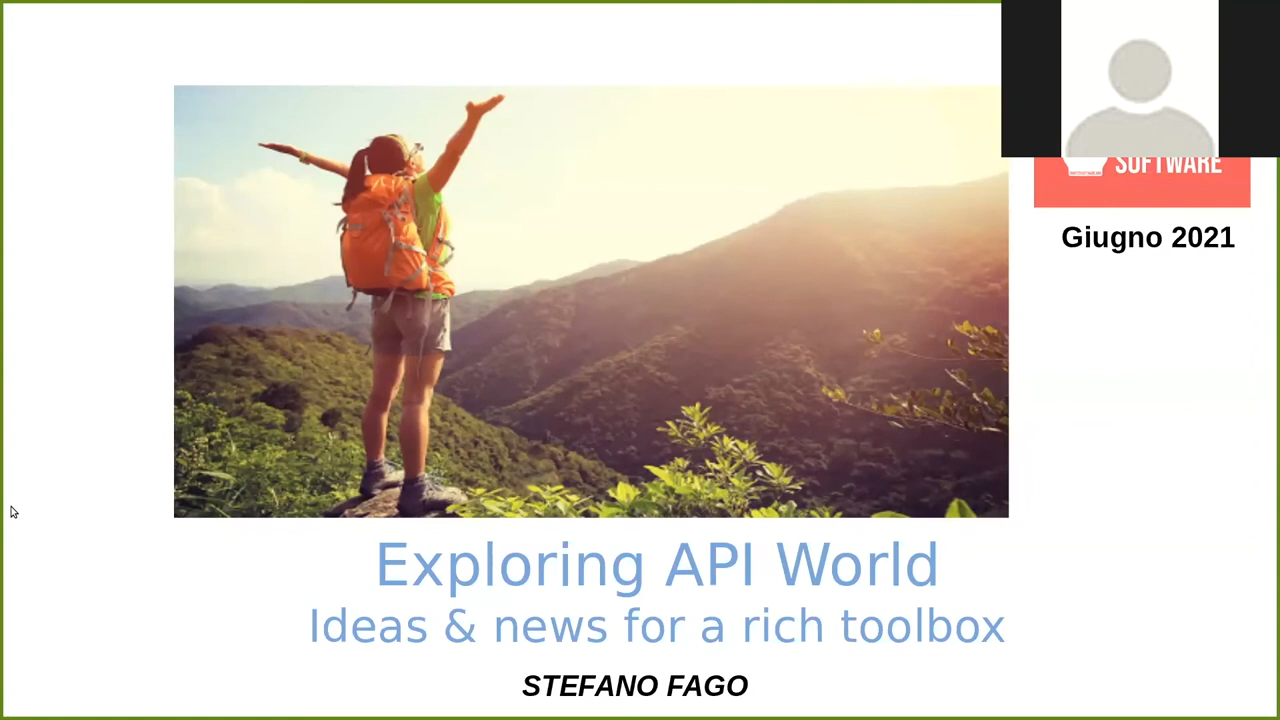 SOFTWARE
Giugno 2021
Exploring API World
Ideas & news for a rich toolbox
STEFANO FAGO